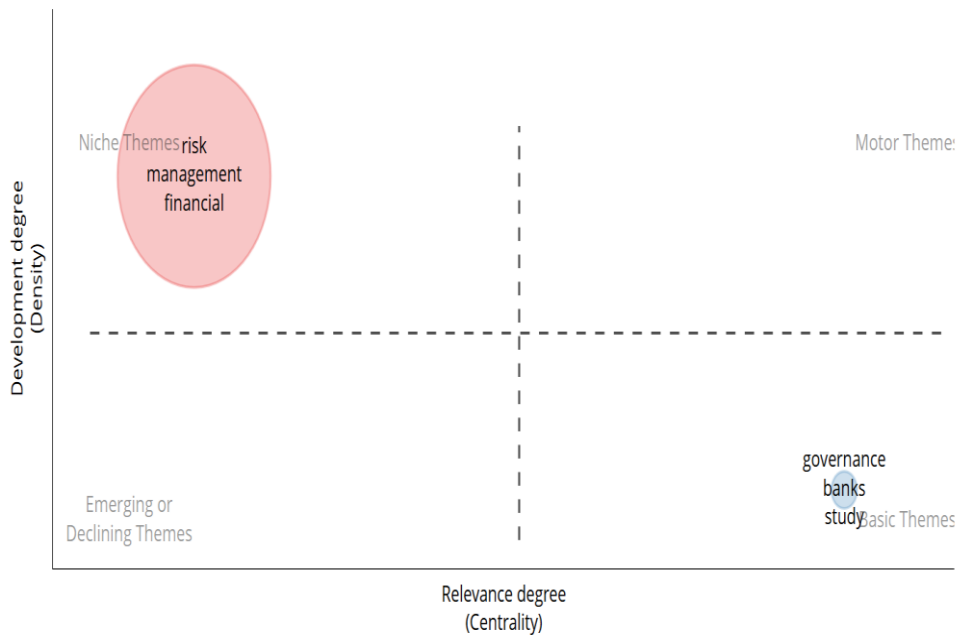 Niche Themes
risk
management
financial
Motor Themes
Development degree
(Density)
governance
banks
study
Basic Themes
Emerging or
Declining Themes
Relevance degree
(Centrality)